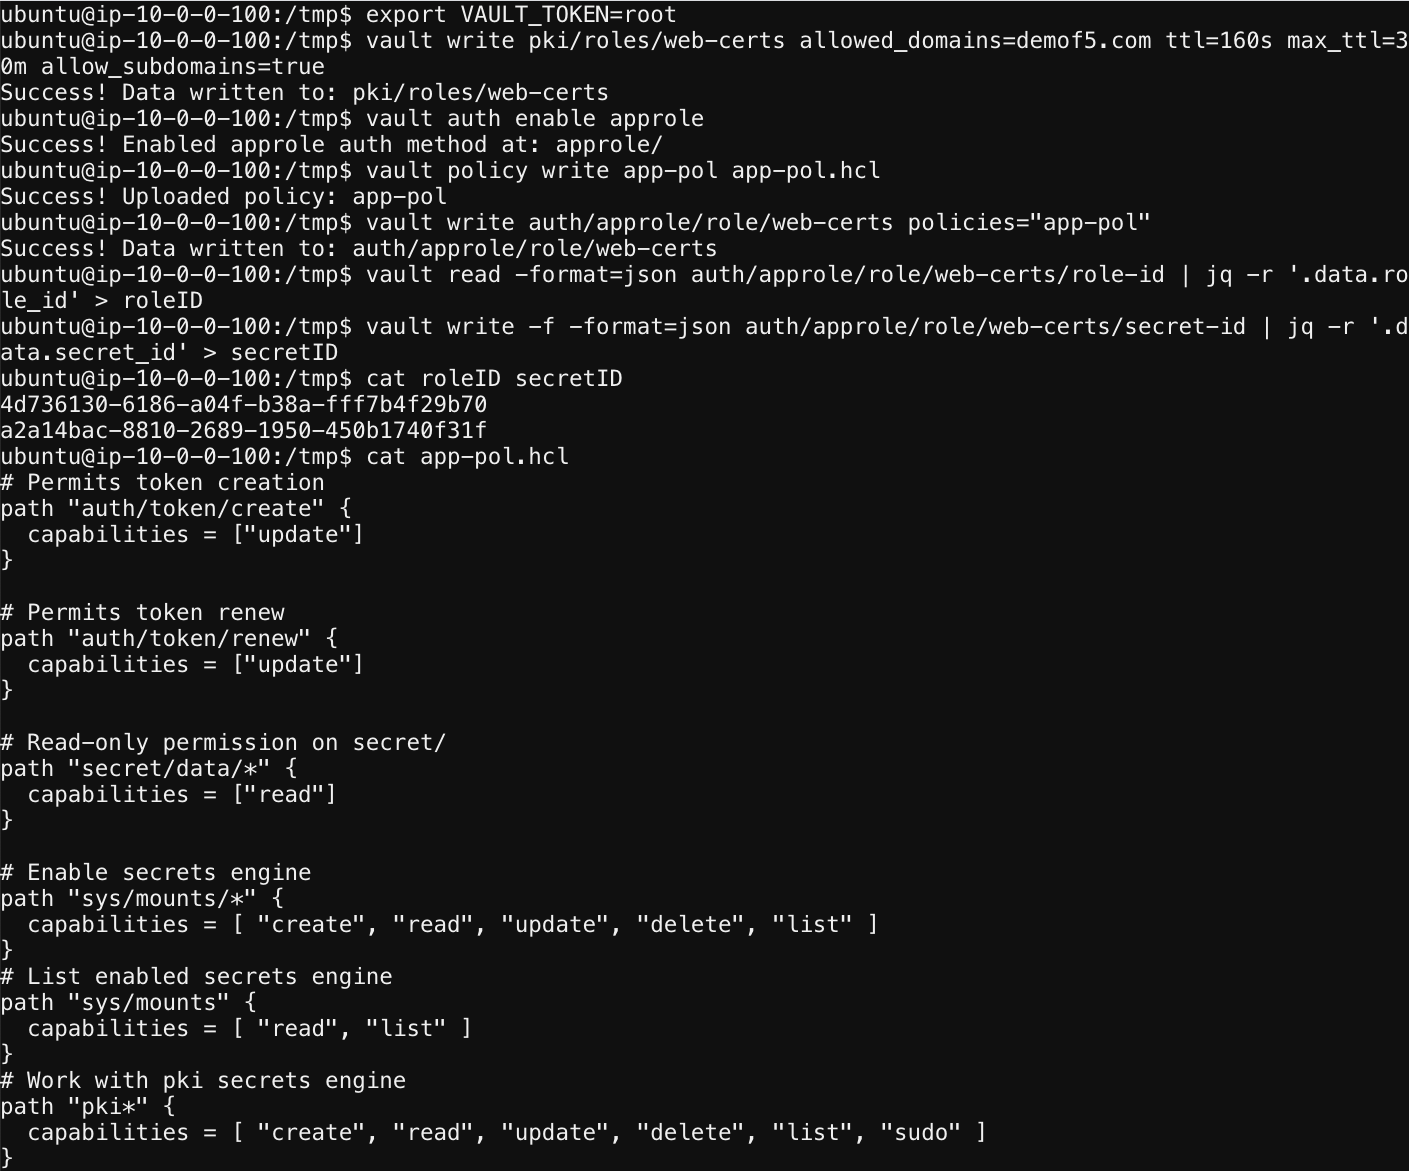 ubuntu@ip-10-0-0-100:/tmp$ export VAULT_TOKEN=root
ubuntu@ip-10-0-0-100:/tmp$ vault write pki/roles/web-certs allowed_domains=demof5.com ttl=160s max_ttl=3
0m allow_subdomains=true
Success! Data written to: pki/roles/web-certs
ubuntu@ip-10-0-0-100:/tmp$ vault auth enable approle
Success! Enabled approle auth method at: approle/
ubuntu@ip-10-0-0-100:/tmp$ vault policy write app-pol app-pol.hcl
Success! Uploaded policy: app-pol
ubuntu@ip-10-0-0-100:/tmp$ vault write auth/approle/role/web-certs policies="app-pol"
Success! Data written to: auth/approle/role/web-certs
ubuntu@ip-10-0-0-100:/tmp$ vault read -format=json auth/approle/role/web-certs/role-id | jq -r '.data.ro
le_id' > roleID
ubuntu@ip-10-0-0-100:/tmp$ vault write -f -format=json auth/approle/role/web-certs/secret-id | jq -r '.d
ata.secret_id' > secretID
ubuntu@ip-10-0-0-100:/tmp$ cat roleID secretID
4d736130-6186-a04f-b38a-fff7b4f29b70
a2a14bac-8810-2689-1950-450b1740f31f
ubuntu@ip-10-0-0-100:/tmp$ cat app-pol.hcl
# Permits token creation
path "auth/token/create" {
  capabilities = ["update"]
}

# Permits token renew
path "auth/token/renew" {
  capabilities = ["update"]
}

# Read-only permission on secret/
path "secret/data/*" {
  capabilities = ["read"]
}

# Enable secrets engine
path "sys/mounts/*" {
  capabilities = [ "create", "read", "update", "delete", "list" ]
}
# List enabled secrets engine
path "sys/mounts" {
  capabilities = [ "read", "list" ]
}
# Work with pki secrets engine
path "pki*" {
  capabilities = [ "create", "read", "update", "delete", "list", "sudo" ]
}